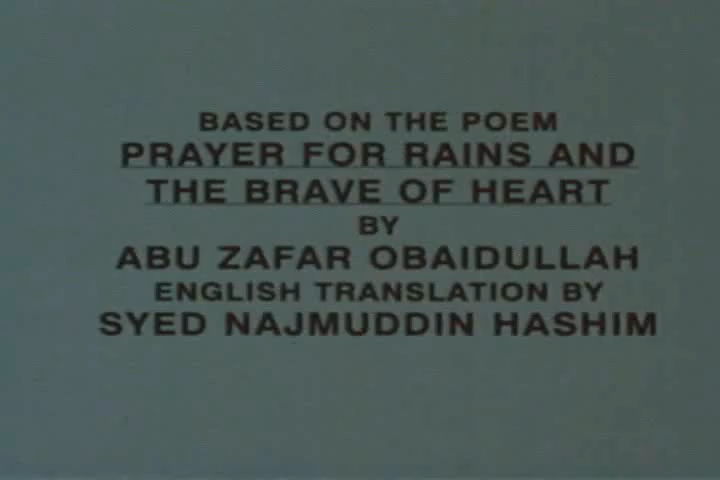 BASED ON THE POEM
PRAYER FOR RAINS AND
THE BRAVE OF HEART
BY
ABU ZAFAR OBAIDULLAH
ENGLISH TRANSLATION BY
SYED NAJMUDDIN HASHIM